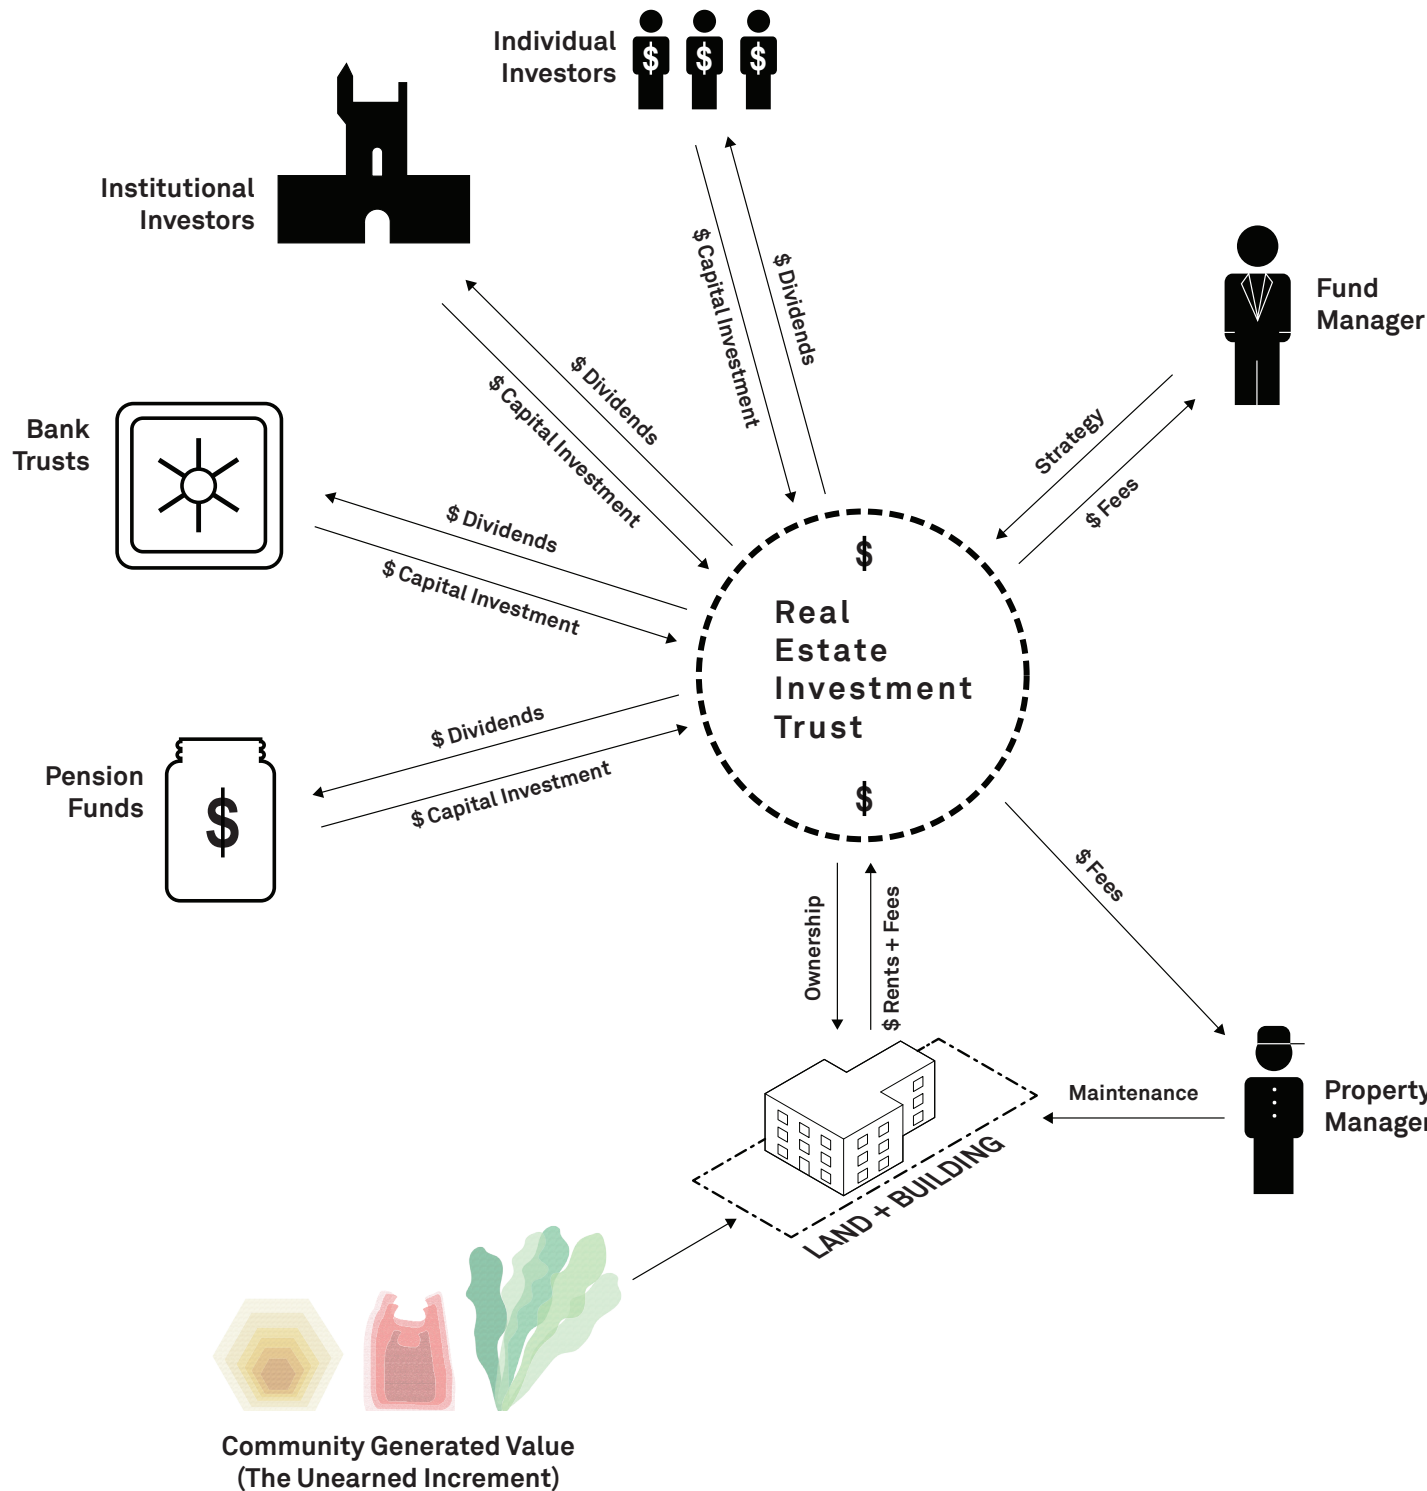 Individual
Investors
$ $ $
Institutional
Investors
Fund
Manager
Bank
Trusts
Pension
Funds
$
$ Capital Investment
$ Dividends
$ Dividends
$ Capital Investment
Strategy
$ Fees
$ Dividends
$ Capital Investment
$ Dividends
$ Capital Investment
$
Real
Estate
Investment
Trust
$
$ Fees
Ownership
$ Rents + Fees
Maintenance
Property
Manager
LAND + BUILDING
Community Generated Value
(The Unearned Increment)